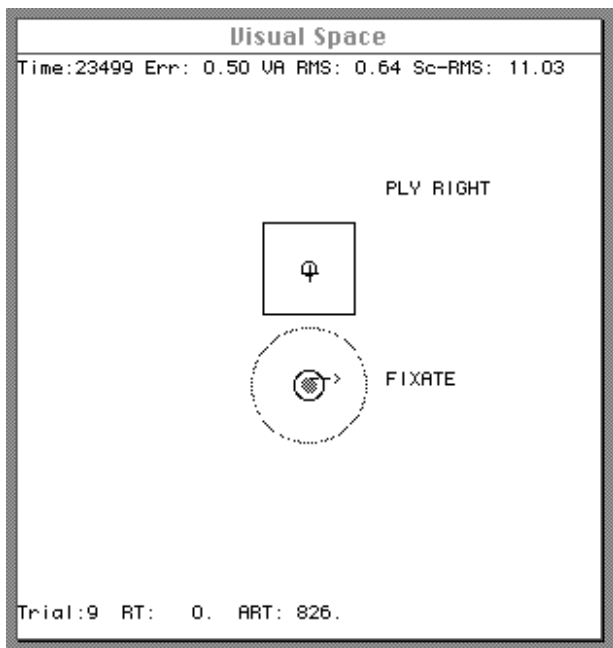 Visual Space
Time:23499 Err: 0.50 VA RMS: 0.64 Sc-RMS: 11.03
PLY RIGHT
FIXATE
Trial:9 RT: 0. ART: 826.